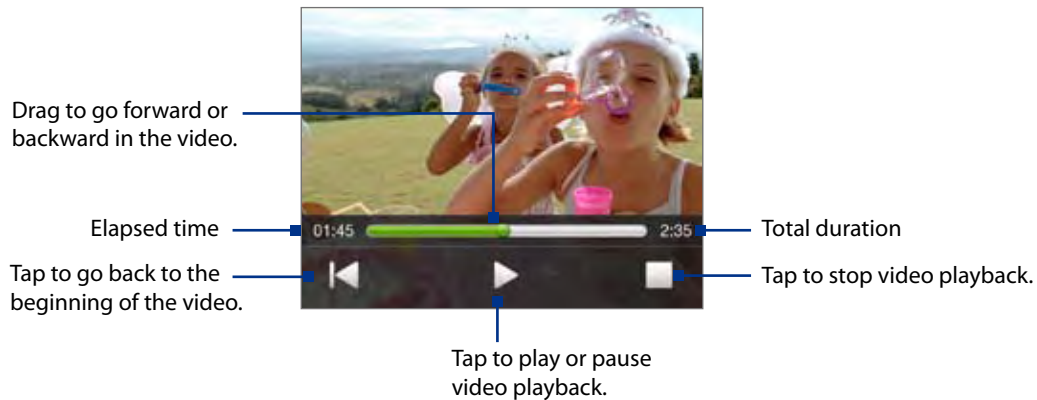 Drag to go forward or
backward in the video.
Elapsed time
01:45
2:35
Total duration
Tap to go back to the
beginning of the video.
Tap to stop video playback.
Tap to play or pause
video playback.